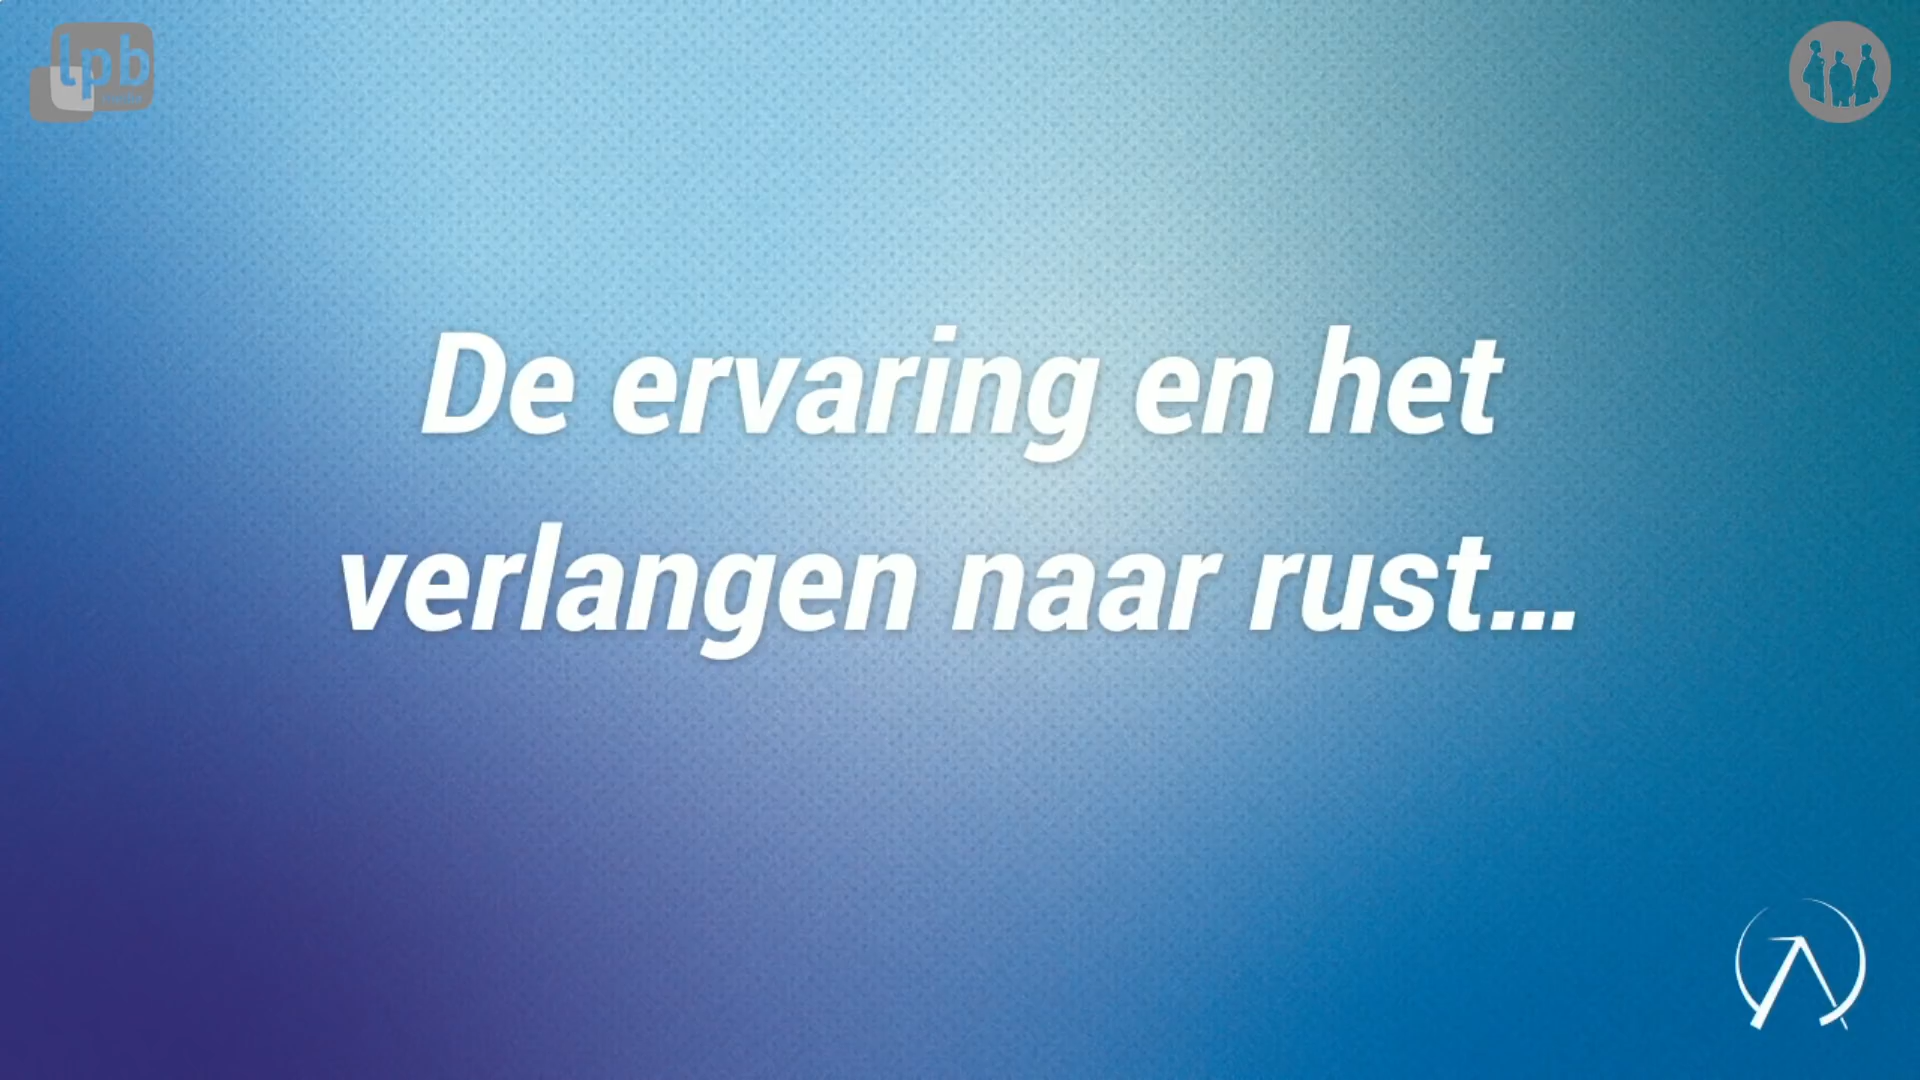 lpb
De ervaring en het
verlangen naar rust...